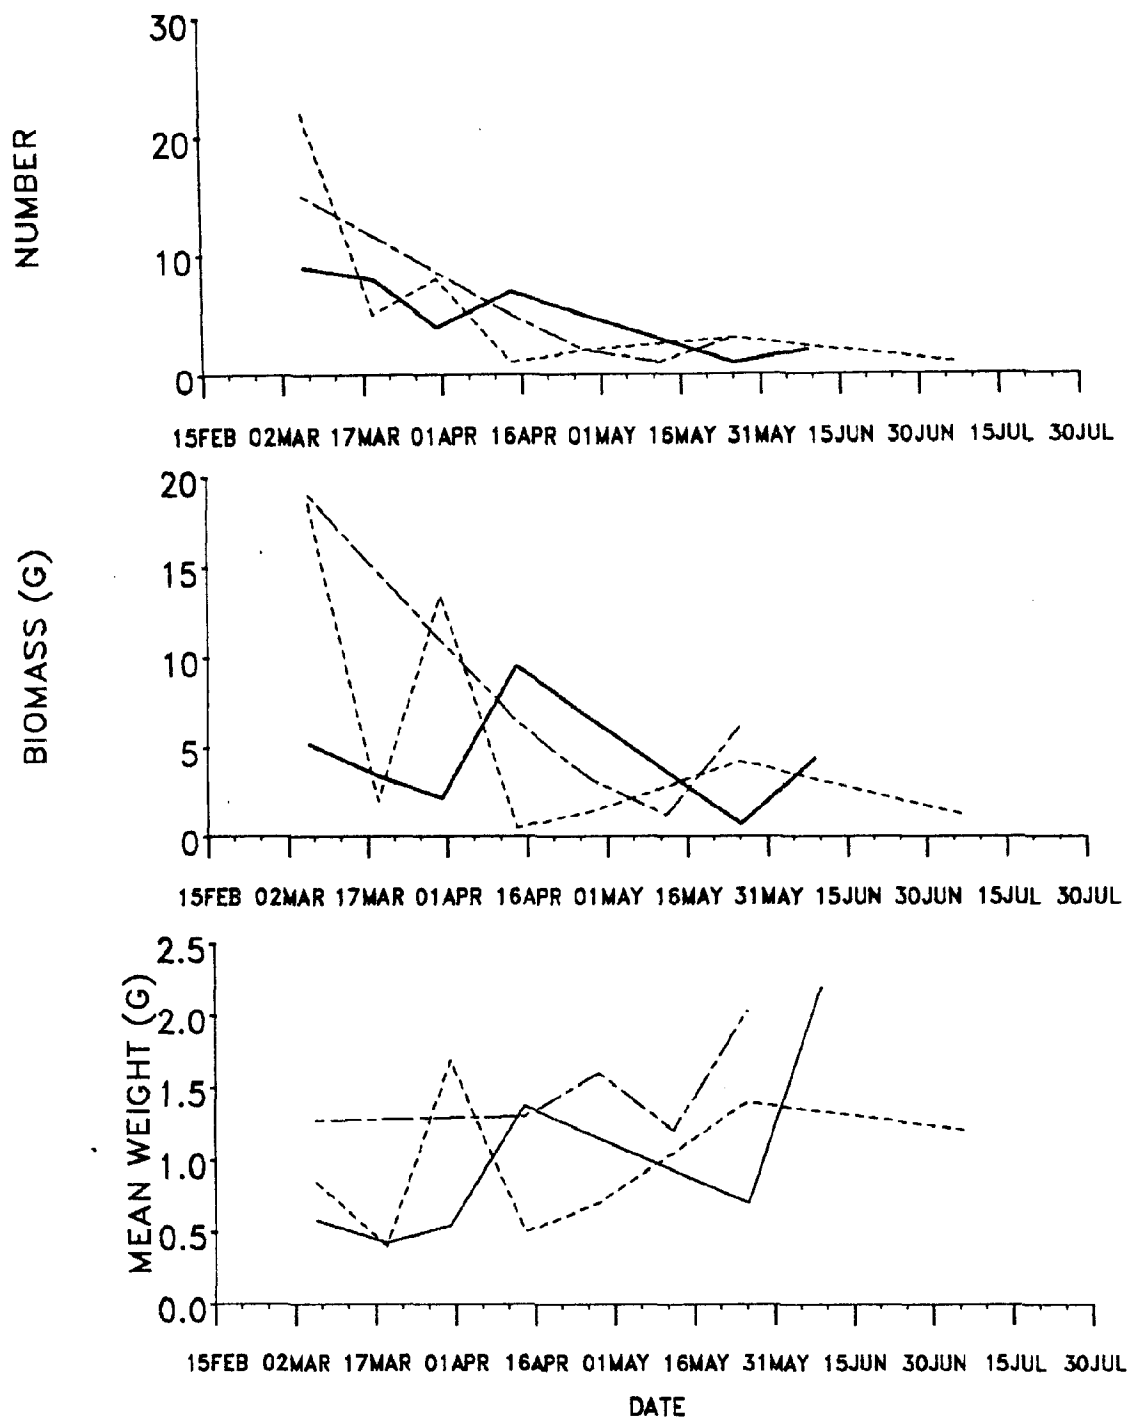 30
20
10
0
NUMBER
15FEB 02MAR 17MAR 01APR 16APR 01MAY 16MAY 31MAY 15JUN 30JUN 15JUL 30JUL
20
15
10
5
0
BIOMASS (G)
15FEB 02MAR 17MAR 01APR 16APR 01MAY 16MAY 31MAY 15JUN 30JUN 15JUL 30JUL
2.5
2.0
1.5
1.0
0.5
0.0
MEAN WEIGHT (G)
15FEB 02MAR 17MAR 01APR 16APR 01MAY 16MAY 31MAY 15JUN 30JUN 15JUL 30JUL
DATE